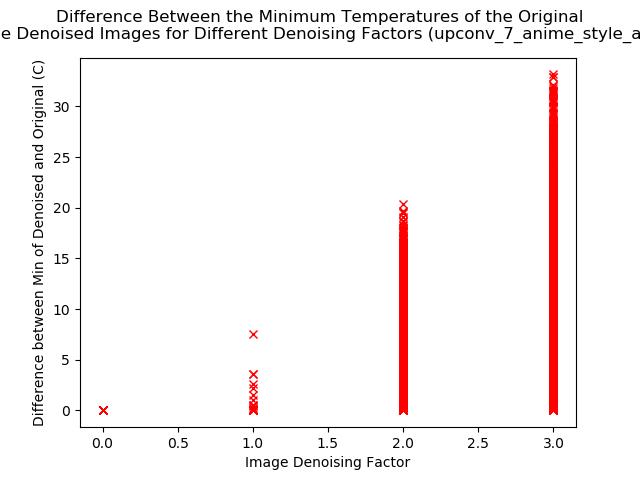 Difference Between the Minimum Temperatures of the Original
e Denoised Images for Different Denoising Factors (upconv_7_anime_style_a
Difference between Min of Denoised and Original (C)
30
25
20
15
10
5
0
0.0 0.5 1.0 1.5 2.0 2.5 3.0
Image Denoising Factor